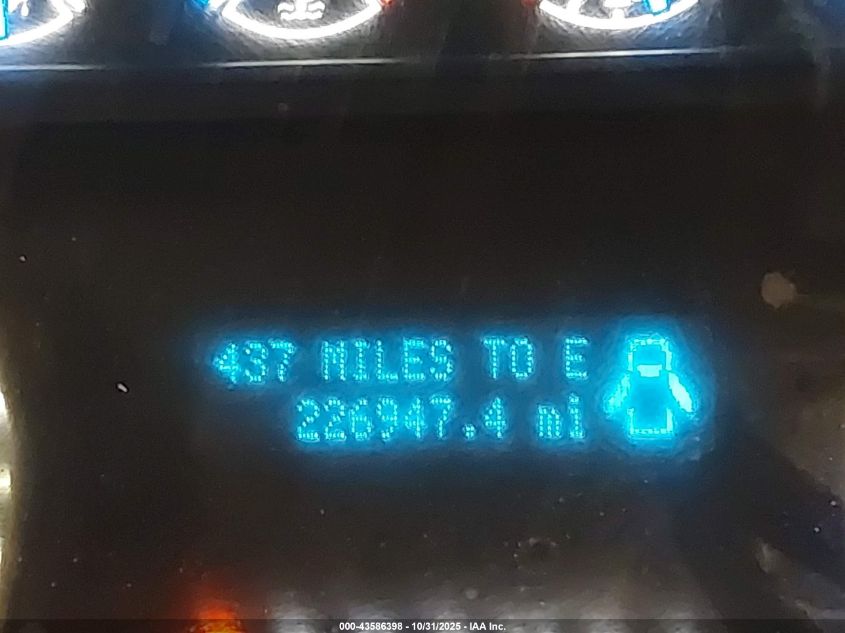 437 MILES TO E
226947.4 mi
000-43586398 - 10/31/2025 - IAA Inc.